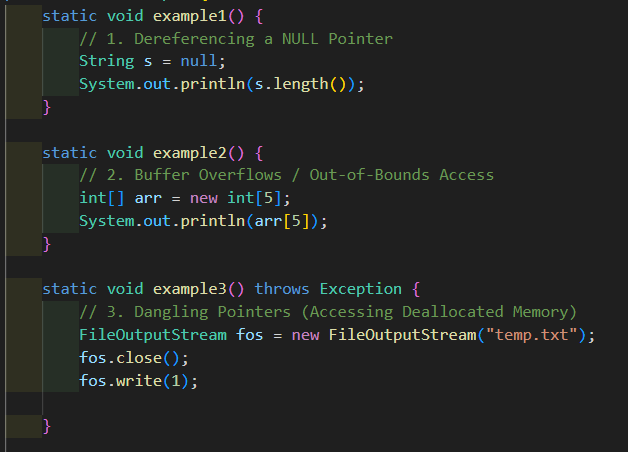 static void example1() {
// 1. Dereferencing a NULL Pointer
String s = null;
System.out.println(s.length());
}
static void example2() {
// 2. Buffer Overflows / Out-of-Bounds Access
int[] arr = new int[5];
System.out.println(arr[5]);
}
static void example3() throws Exception {
// 3. Dangling Pointers (Accessing Deallocated Memory)
FileOutputStream fos = new FileOutputStream("temp.txt");
fos.close();
fos.write(1);
}